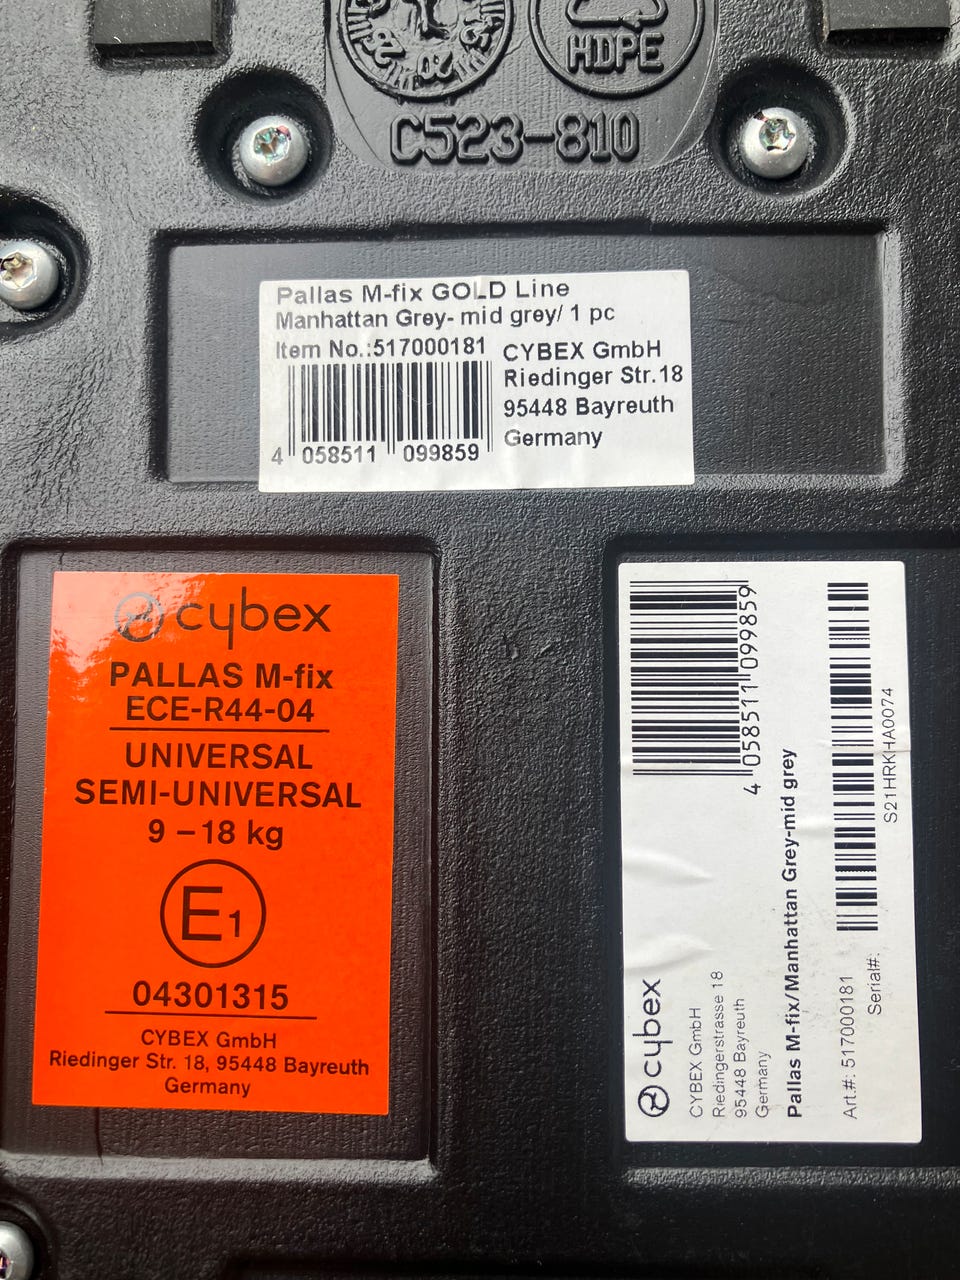 HDPE
C523-810
Pallas M-fix GOLD Line
Manhattan Grey- mid grey/ 1 pc
Item No.:517000181
4 058511 099859
CYBEX GmbH
Riedinger Str.18
95448 Bayreuth
Germany
cybex
PALLAS M-fix
ECE-R44-04
UNIVERSAL
SEMI-UNIVERSAL
9 – 18 kg
E1
04301315
CYBEX GmbH
Riedinger Str. 18, 95448 Bayreuth
Germany
cybex
CYBEX GmbH
Riedingerstrasse 18
95448 Bayreuth
Germany
4 058511 099859
Pallas M-fix/Manhattan Grey-mid grey
Art.#: 517000181
Serial#:
S21HRKHA0074